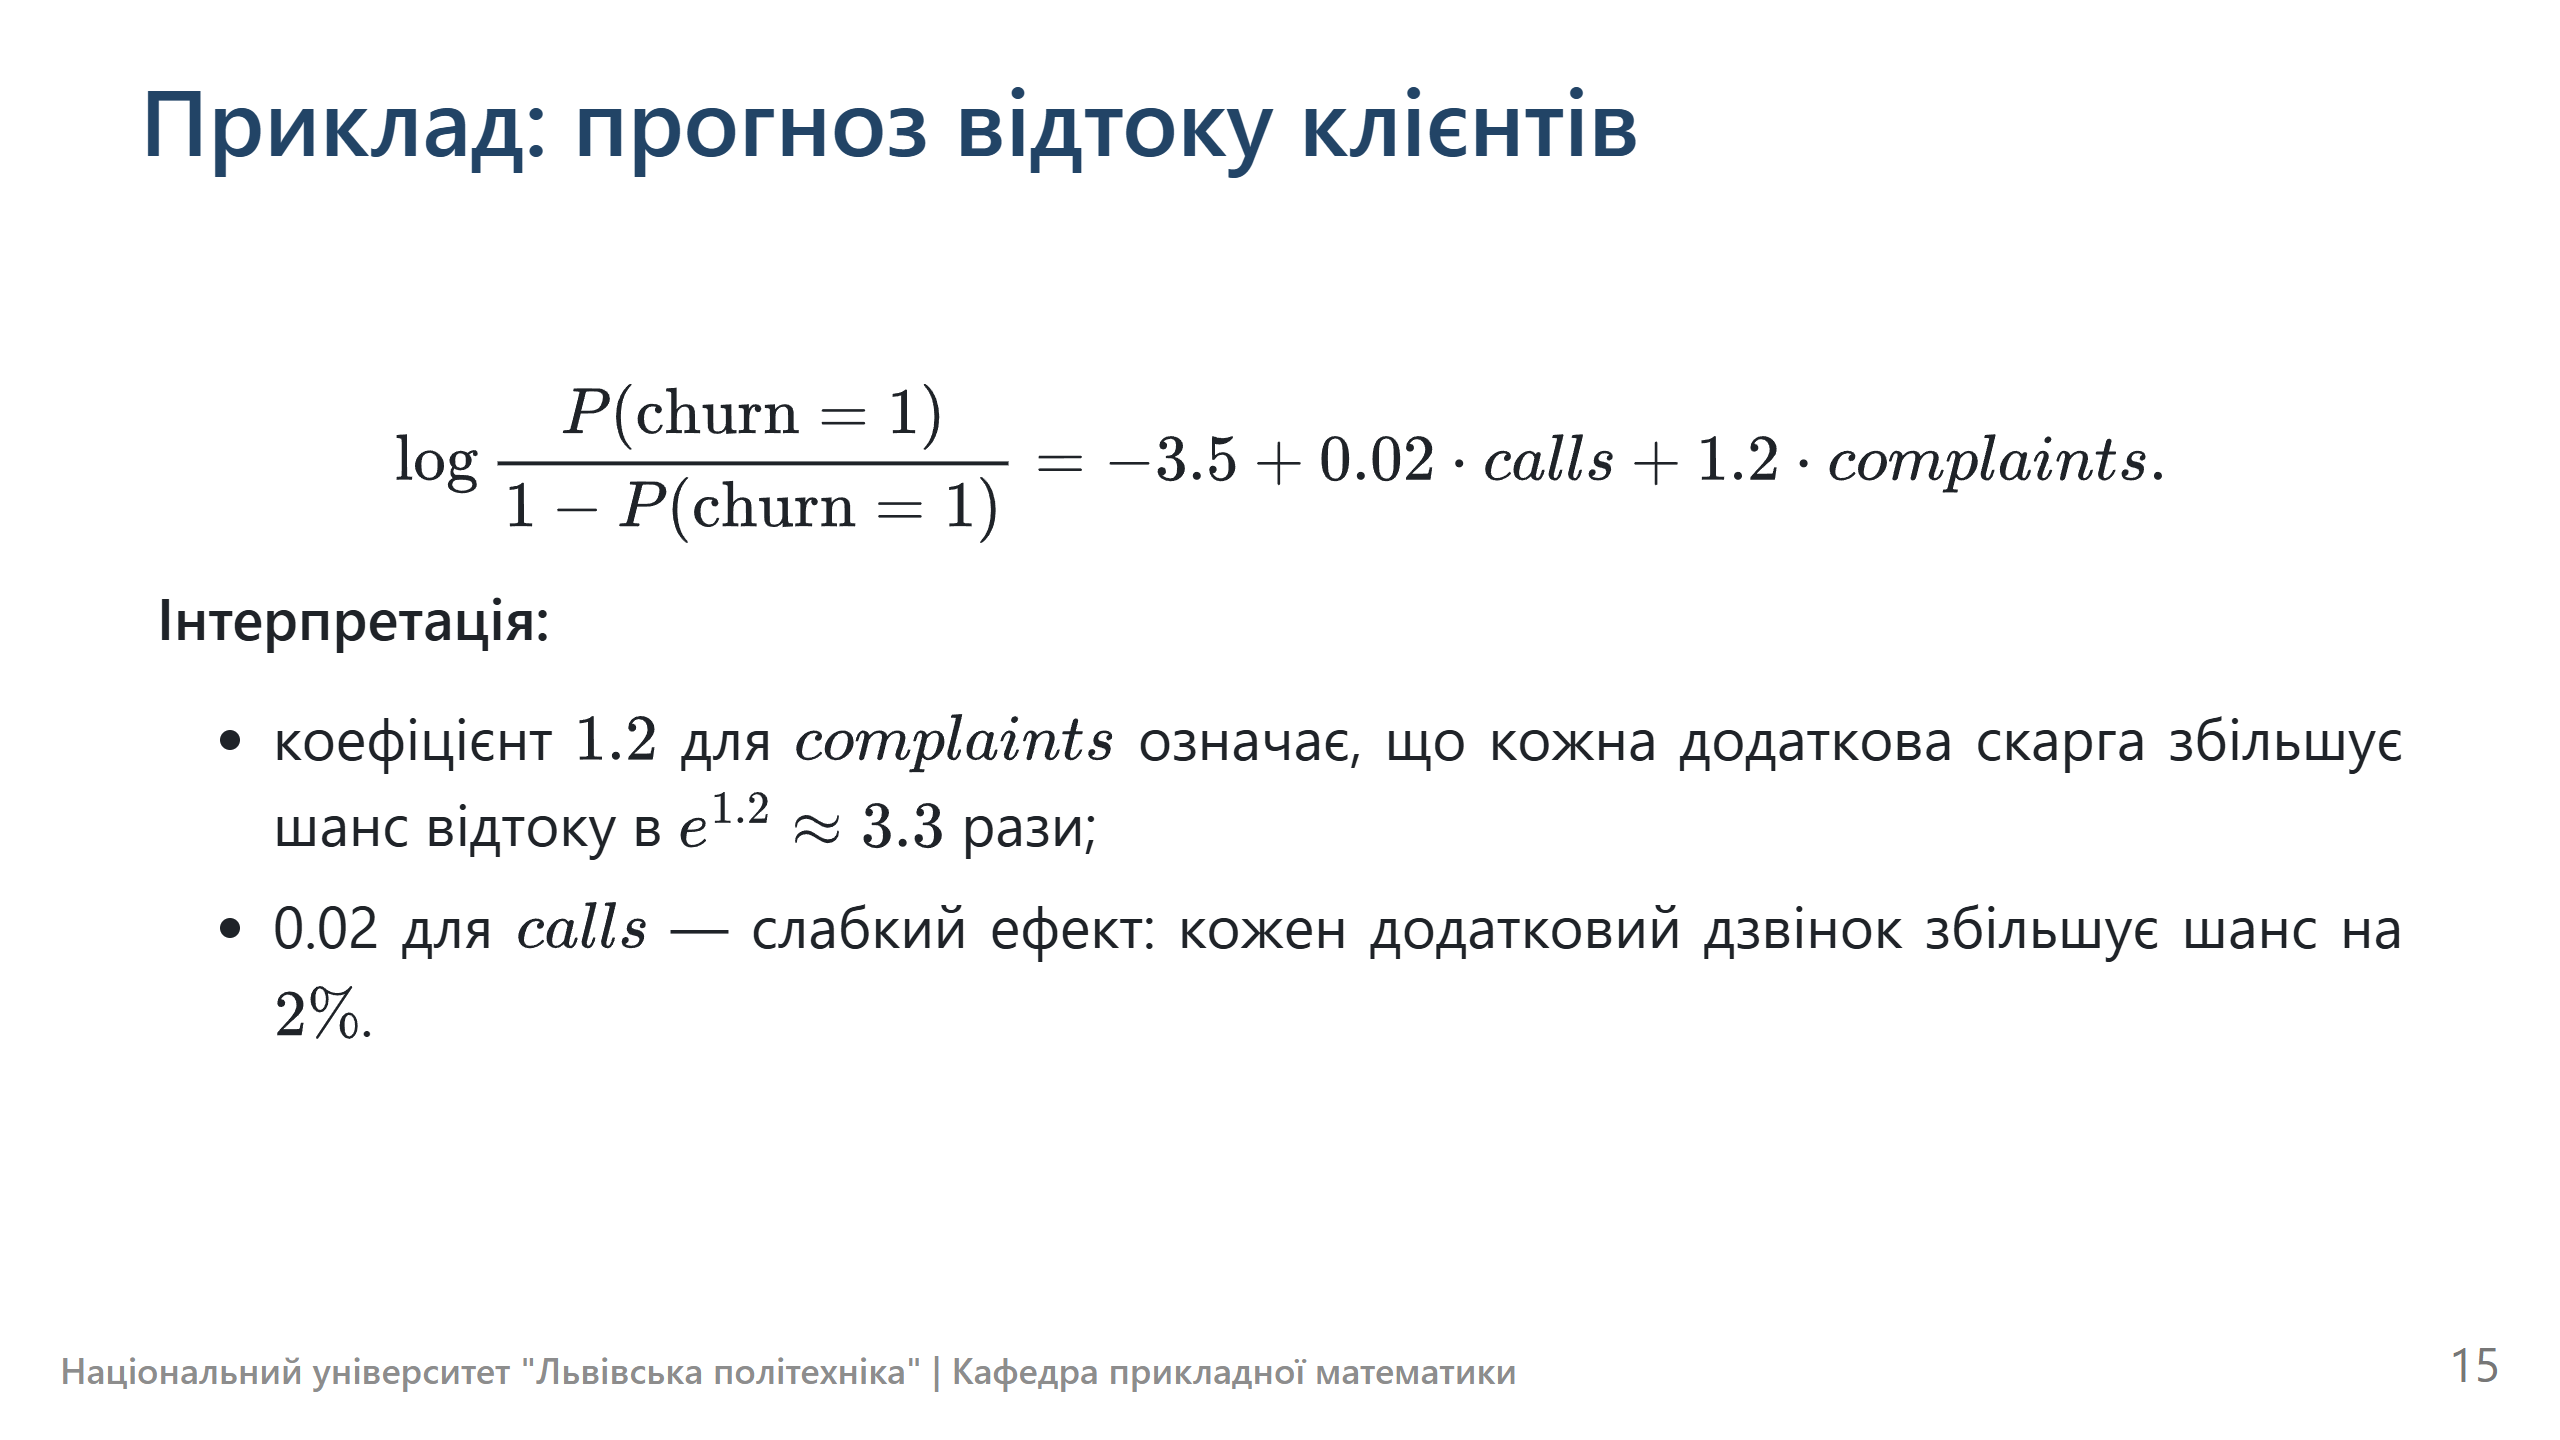 Приклад: прогноз відтоку клієнтів
log P(churn = 1) / 1 − P(churn = 1) = −3.5 + 0.02 · calls + 1.2 · complaints.
Інтерпретація:
• коефіцієнт 1.2 для complaints означає, що кожна додаткова скарга збільшує
шанс відтоку в e^1.2 ≈ 3.3 рази;
• 0.02 для calls — слабкий ефект: кожен додатковий дзвінок збільшує шанс на
2%.
Національний університет "Львівська політехніка" | Кафедра прикладної математики
15